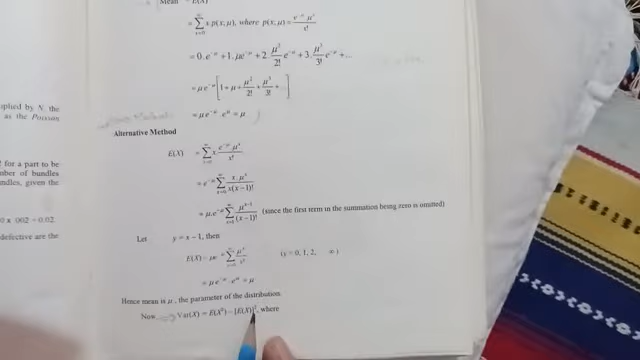 Mean = E(X)
= ∑_{x=0}^{∞} x p(x; μ), where p(x, μ) = e^{-μ} μ^x / x!
= 0. e^{-μ} + 1. μe^{-μ} + 2. μ²/2! e^{-μ} + 3. μ³/3! e^{-μ} + ...
= μ e^{-μ} [1 + μ + μ²/2! + μ³/3! + ...]
= μ e^{-μ} . e^μ = μ
plied by N, the
as the Poisson
Alternative Method
E(X) = ∑ x. e^{-μ} μ^x / x!
for a part to be
mber of bundles
ndles, given the
= e^{-μ} ∑ x. μ^x / x(x−1)!
= μ.e^{-μ} ∑ μ^{x−1} / (x−1)! (since the first term in the summation being zero is omitted)
0 x .002 = 0.02.
defective are the
Let y = x − 1, then
E(X) = μe ∑ (y = 0, 1, 2, ∞)
= μ e^{-μ} . e^μ = μ
Hence mean is μ, the parameter of the distribution
Now Var(X) = E(X²) − [E(X)]², where